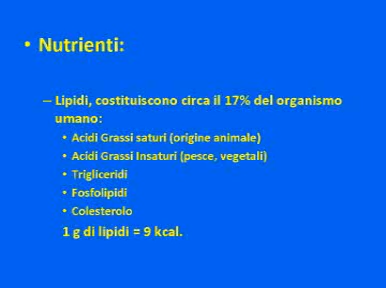 • Nutrienti:
– Lipidi, costituiscono circa il 17% del organismo
umano:
• Acidi Grassi saturi (origine animale)
• Acidi Grassi Insaturi (pesce, vegetali)
• Trigliceridi
• Fosfolipidi
• Colesterolo
1 g di lipidi = 9 kcal.